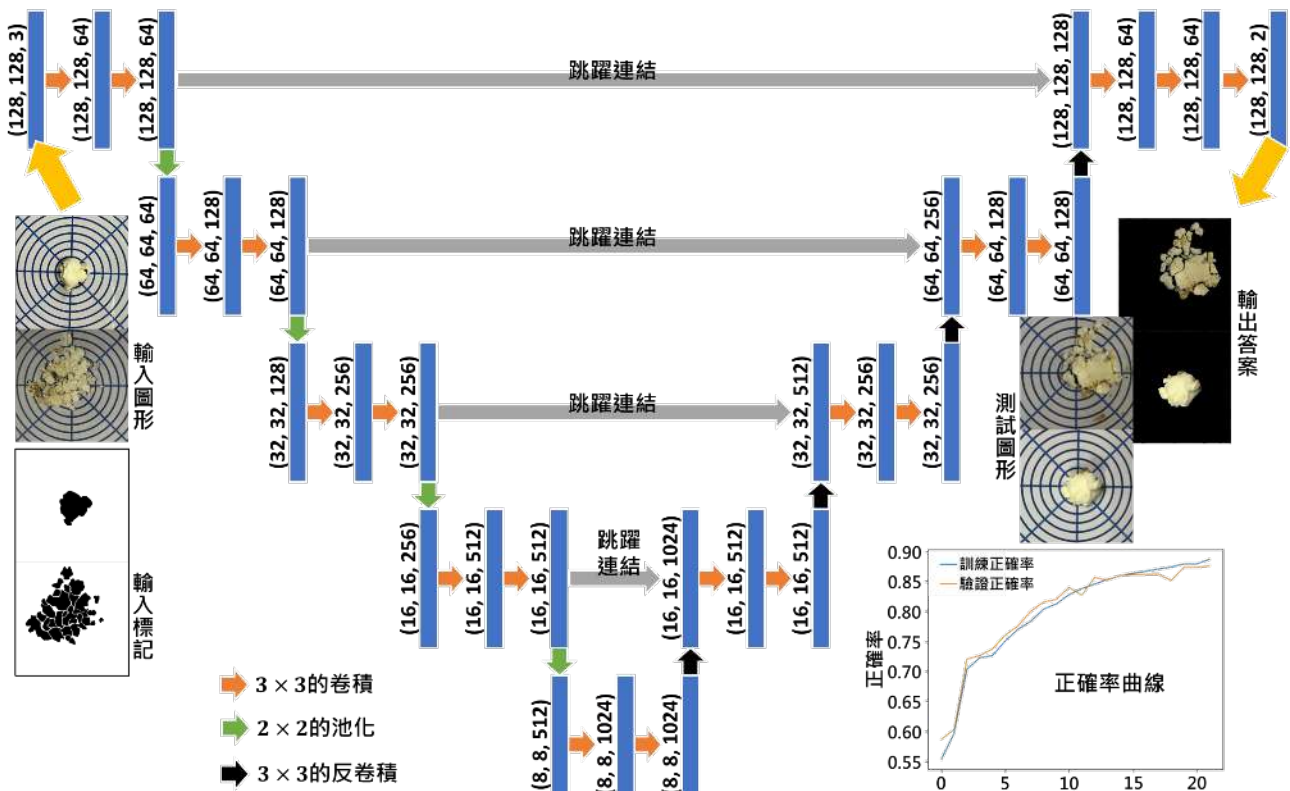 (128, 128, 3)
(128, 128, 64)
(128, 128, 64)
跳躍連結
(128, 128, 128)
(128, 128, 64)
(128, 128, 64)
(128, 128, 2)
(64, 64, 64)
(64, 64, 128)
(64, 64, 128)
跳躍連結
(64, 64, 256)
(64, 64, 128)
(64, 64, 128)
輸入圖形
輸出答案
(32, 32, 128)
(32, 32, 256)
(32, 32, 256)
跳躍連結
(32, 32, 512)
(32, 32, 256)
(32, 32, 256)
測試圖形
輸入標記
(16, 16, 256)
(16, 16, 512)
(16, 16, 512)
跳躍
連結
(16, 16, 1024)
(16, 16, 512)
(16, 16, 512)
(8, 8, 512)
(8, 8, 1024)
(8, 8, 1024)
3 × 3的卷積
2 × 2的池化
3 × 3的反卷積
訓練正確率
驗證正確率
正確率
正確率曲線
0.90
0.85
0.80
0.75
0.70
0.65
0.60
0.55
0 5 10 15 20